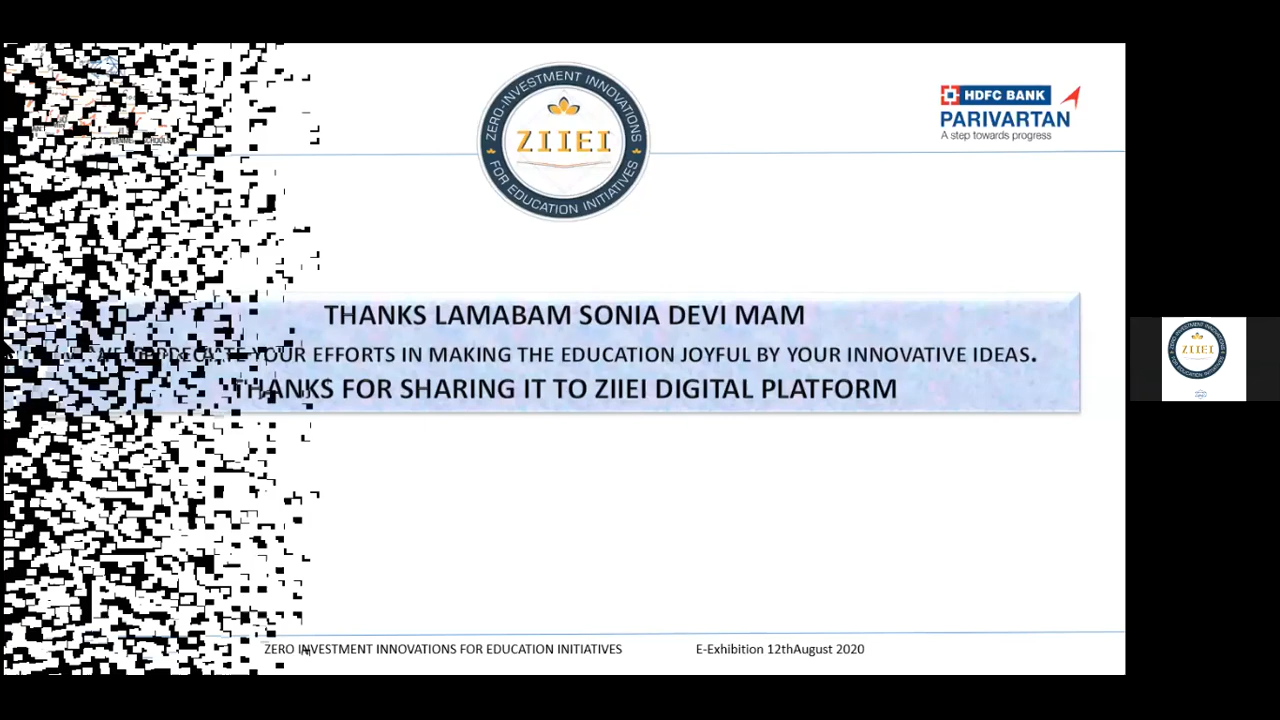 ZERO-INVESTMENT INNOVATIONS
ZIIEI
FOR EDUCATION INITIATIVES
HDFC BANK
PARIVARTAN
A step towards progress
THANKS LAMABAM SONIA DEVI MAM
YOUR EFFORTS IN MAKING THE EDUCATION JOYFUL BY YOUR INNOVATIVE IDEAS.
THANKS FOR SHARING IT TO ZIIEI DIGITAL PLATFORM
ZIIEI
ZERO INVESTMENT INNOVATIONS FOR EDUCATION INITIATIVES
E-Exhibition 12thAugust 2020